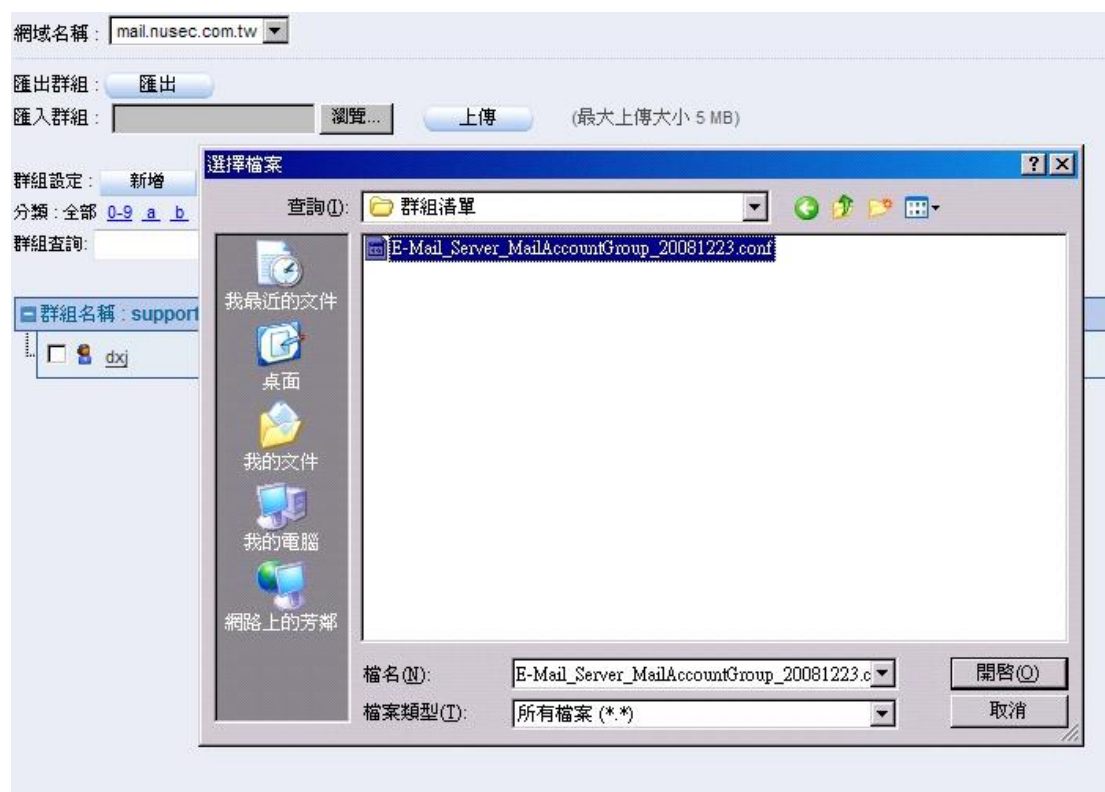 網域名稱 : mail.nusec.com.tw
匯出群組 : 匯出
匯入群組 : 瀏覽... 上傳 (最大上傳大小 5 MB)
選擇檔案
群組設定 : 新增
分類 : 全部 0-9 a b
群組查詢:
查詢(I): 群組清單
E-Mail_Server_MailAccountGroup_20081223.conf
我最近的文件
群組名稱 : support
dxj
桌面
我的文件
我的電腦
網路上的芳鄰
檔名(N): E-Mail_Server_MailAccountGroup_20081223.c 開啟(O)
檔案類型(T): 所有檔案 (*.*) 取消